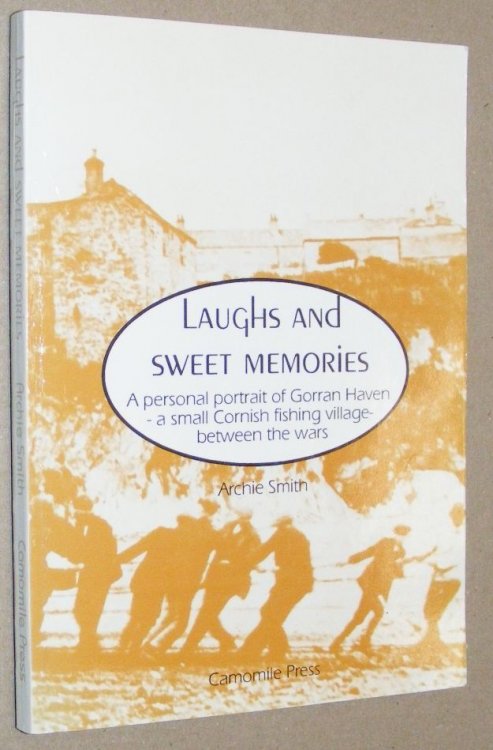 Laughs and sweet memories Archie Smith Camomile Press
Laughs and
sweet memories
A personal portrait of Gorran Haven
- a small Cornish fishing village-
between the wars
Archie Smith
Camomile Press